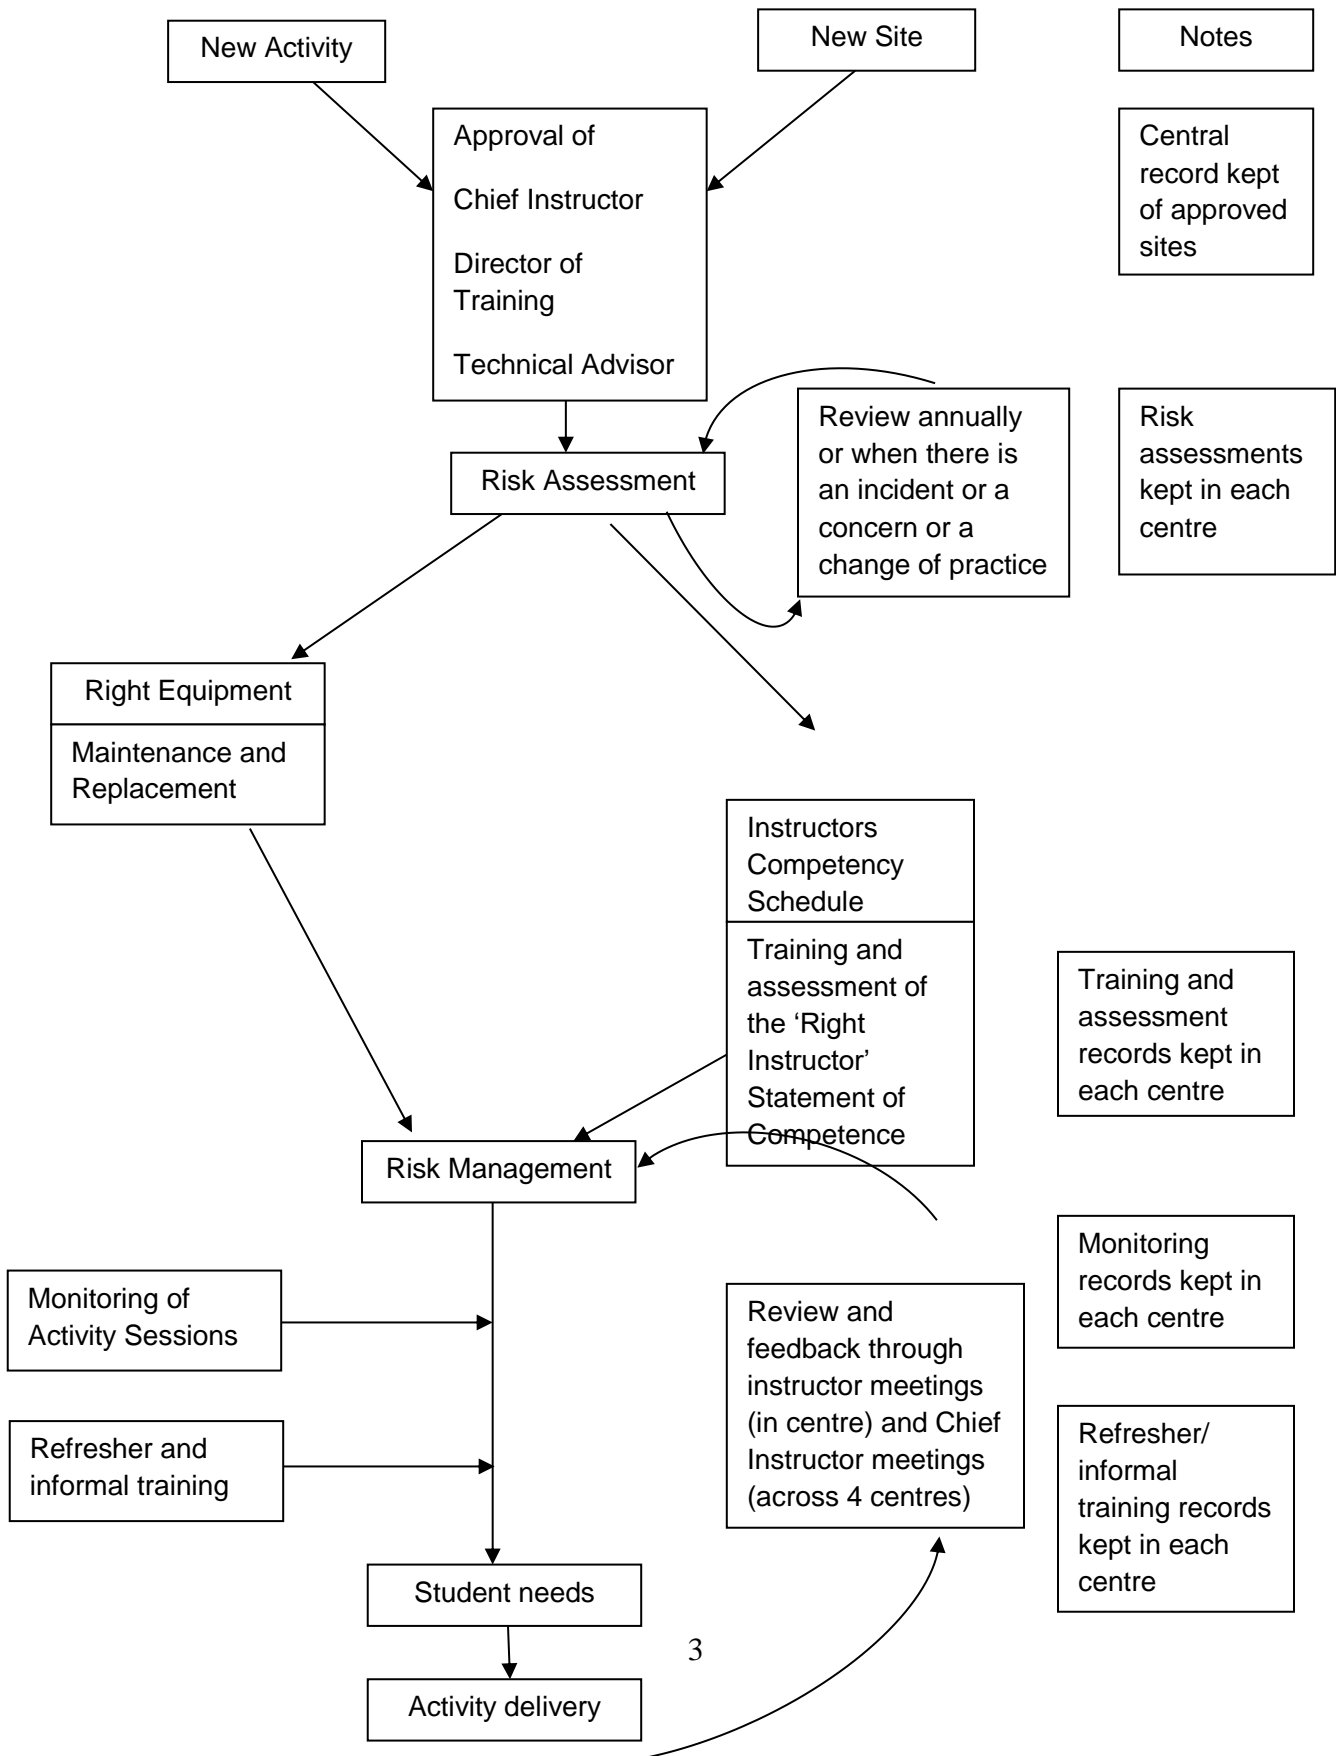 New Activity
New Site
Notes
Approval of
Chief Instructor
Director of
Training
Technical Advisor
Central
record kept
of approved
sites
Risk Assessment
Review annually
or when there is
an incident or a
concern or a
change of practice
Risk
assessments
kept in each
centre
Right Equipment
Maintenance and
Replacement
Instructors
Competency
Schedule
Training and
assessment of
the ‘Right
Instructor’
Statement of
Competence
Training and
assessment
records kept in
each centre
Risk Management
Monitoring of
Activity Sessions
Review and
feedback through
instructor meetings
(in centre) and Chief
Instructor meetings
(across 4 centres)
Monitoring
records kept in
each centre
Refresher and
informal training
Refresher/
informal
training records
kept in each
centre
Student needs
3
Activity delivery